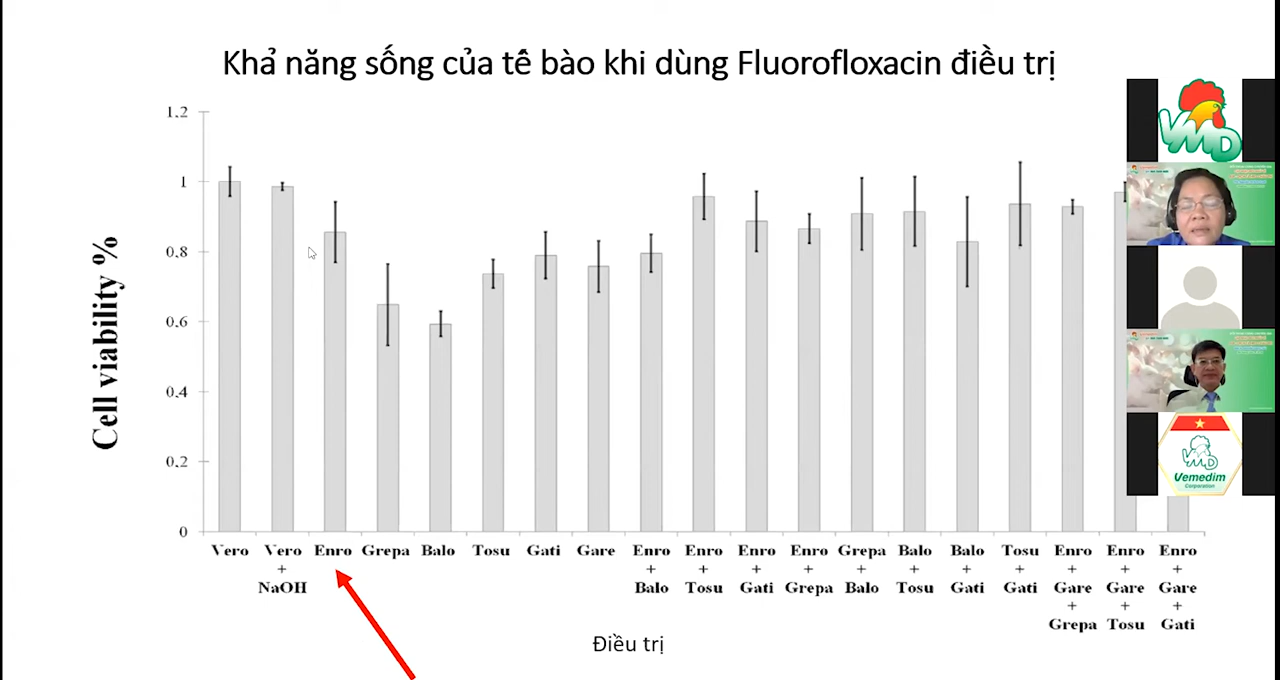 Khả năng sống của tế bào khi dùng Fluorofloxacin điều trị
Cell viability %
1.2
1
0.8
0.6
0.4
0.2
0
Vero
Vero + NaOH
Enro
Grepa
Balo
Tosu
Gati
Gare
Enro + Balo
Enro + Tosu
Enro + Gati
Enro + Grepa
Grepa + Balo
Balo + Tosu
Balo + Gati
Tosu + Gati
Enro + Gare + Grepa
Enro + Gare + Tosu
Enro + Gare + Gati
Điều trị
VMD
VMD
Vemedim
Corporation